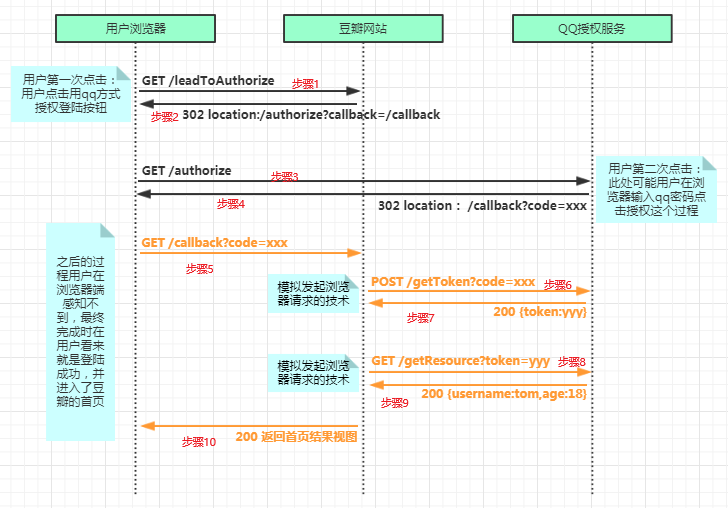 用户浏览器
豆瓣网站
QQ授权服务
用户第一次点击：
用户点击用qq方式
授权登陆按钮
GET /leadToAuthorize
步骤1
步骤2
302 location:/authorize?callback=/callback
GET /authorize
步骤3
步骤4
302 location： /callback?code=xxx
用户第二次点击：
此处可能用户在浏
览器输入qq密码点
击授权这个过程
之后的过
程用户在
浏览器端
感知不
到，最终
完成时在
用户看来
就是登陆
成功，并
进入了豆
瓣的首页
GET /callback?code=xxx
步骤5
模拟发起浏览
器请求的技术
POST /getToken?code=xxx
步骤6
步骤7
200 {token:yyy}
模拟发起浏览
器请求的技术
GET /getResource?token=yyy
步骤8
200 {username:tom,age:18}
步骤9
步骤10
200 返回首页结果视图